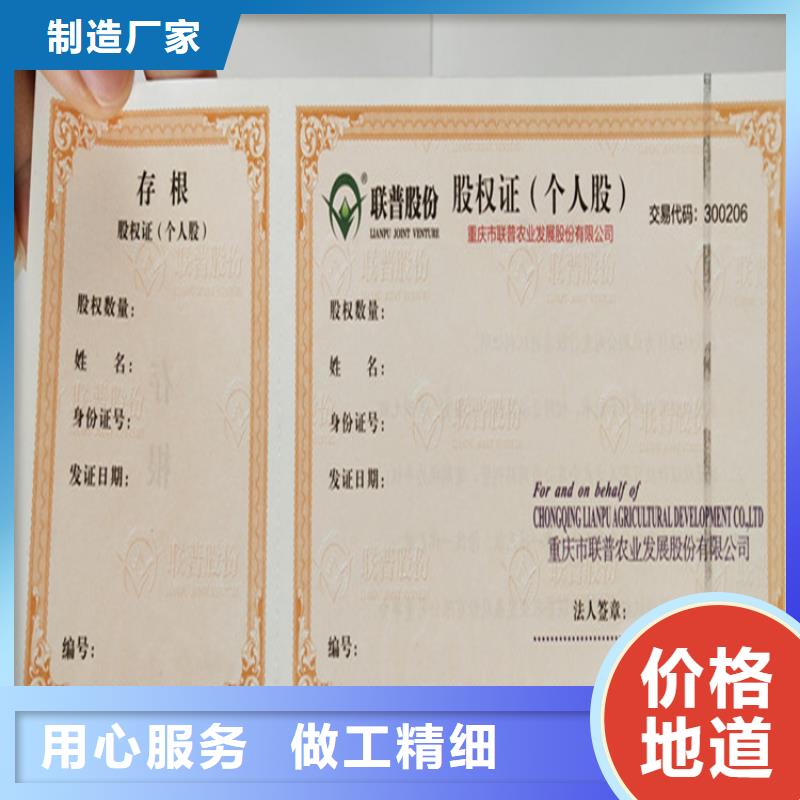 制造厂家
存根
股权证（个人股）
股权数量：
姓 名：
身份证号：
发证日期：
编号：
联普股份
LIANPU JOINT VENTURE
股权证（个人股）
重庆市联普农业发展股份有限公司
交易代码：300206
股权数量：
姓 名：
身份证号：
发证日期：
For and on behalf of
CHONGQING LIANPU AGRICULTURAL DEVELOPMENT CO.,LTD
重庆市联普农业发展股份有限公司
法人签章：
编号：
用心服务 做工精细
价格
地道